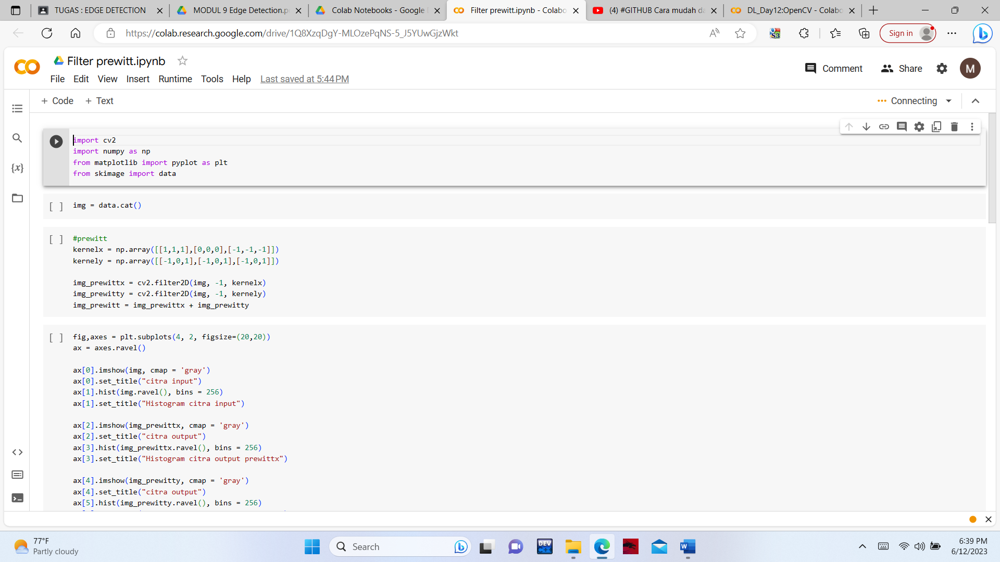 TUGAS : EDGE DETECTION
MODUL 9 Edge Detection.p
Colab Notebooks - Google
Filter prewitt.ipynb - Colabo
(4) #GITHUB Cara mudah da
DL_Day12:OpenCV - Colabo
https://colab.research.google.com/drive/1Q8XzqDgY-MLOzePqNS-5_J5YUwGjzWkt
Sign in
Filter prewitt.ipynb
Comment
Share
M
File Edit View Insert Runtime Tools Help Last saved at 5:44 PM
+ Code + Text
Connecting
import cv2
import numpy as np
from matplotlib import pyplot as plt
from skimage import data
{x}
[ ] img = data.cat()
[ ] #prewitt
kernelx = np.array([[1,1,1],[0,0,0],[-1,-1,-1]])
kernely = np.array([[-1,0,1],[-1,0,1],[-1,0,1]])
img_prewittx = cv2.filter2D(img, -1, kernelx)
img_prewitty = cv2.filter2D(img, -1, kernely)
img_prewitt = img_prewittx + img_prewitty
[ ] fig,axes = plt.subplots(4, 2, figsize=(20,20))
ax = axes.ravel()
ax[0].imshow(img, cmap = 'gray')
ax[0].set_title("citra input")
ax[1].hist(img.ravel(), bins = 256)
ax[1].set_title("Histogram citra input")
ax[2].imshow(img_prewittx, cmap = 'gray')
ax[2].set_title("citra output")
ax[3].hist(img_prewittx.ravel(), bins = 256)
ax[3].set_title("Histogram citra output prewittx")
ax[4].imshow(img_prewitty, cmap = 'gray')
ax[4].set_title("citra output")
ax[5].hist(img_prewitty.ravel(), bins = 256)
77°F
Partly cloudy
Search
DEV
C++
W
6:39 PM
6/12/2023